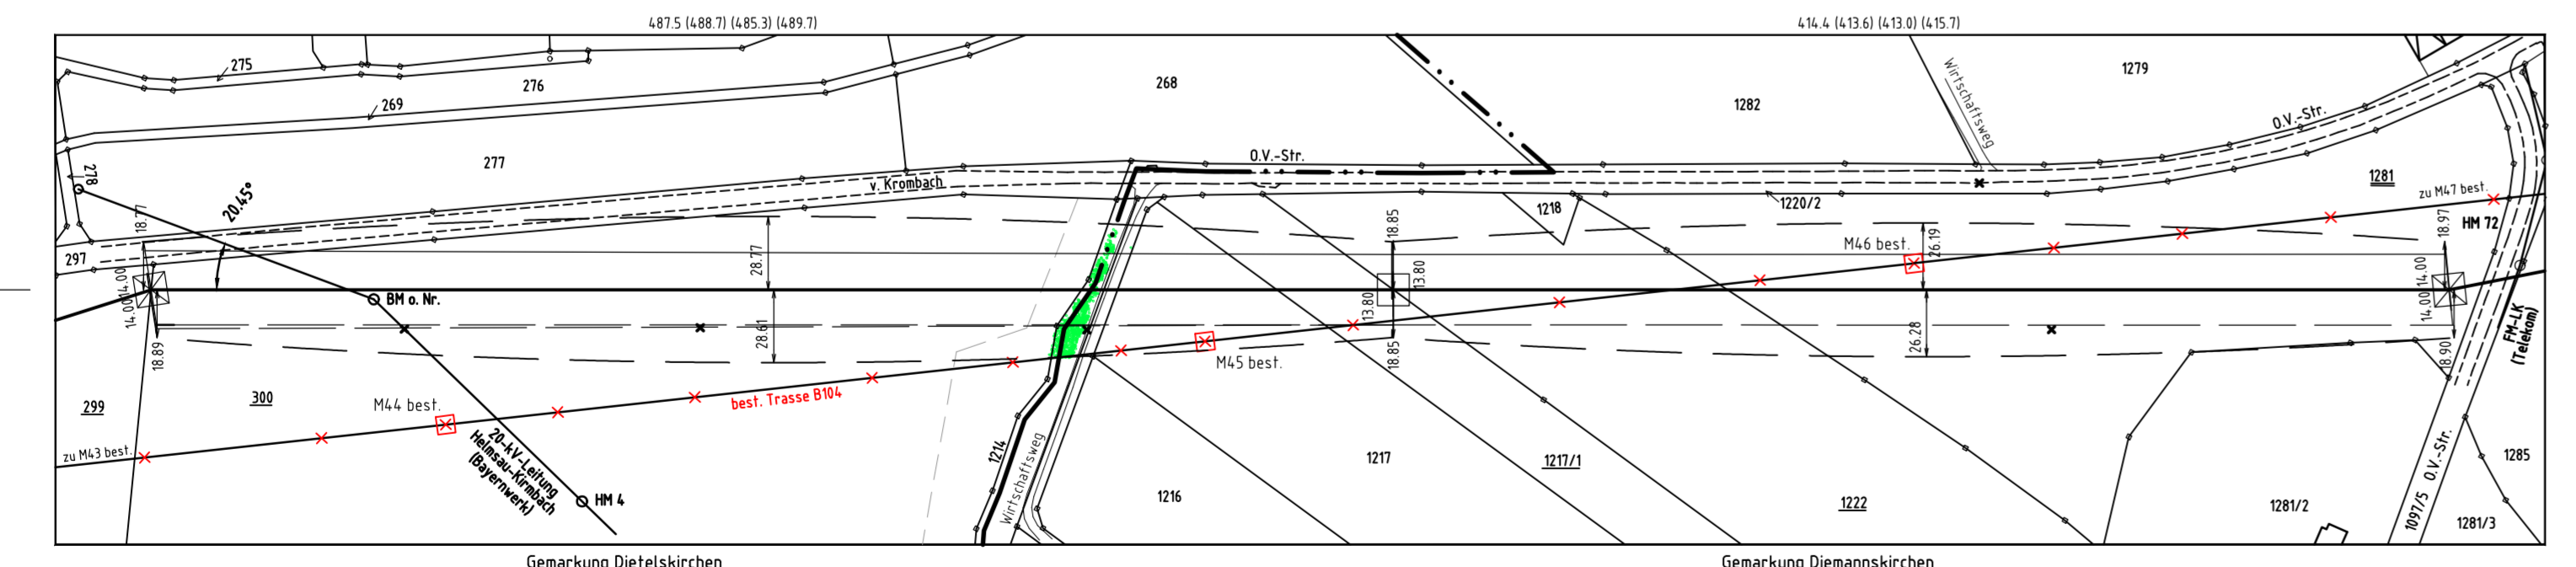 487.5 (488.7) (485.3) (489.7)
414.4 (413.6) (413.0) (415.7)
275
276
269
268
277
278
20.45°
18.77
297
14.00
14.00
18.89
BM o. Nr.
v. Krombach
O.V.-Str.
28.77
28.61
1282
Wirtschaftsweg
1279
O.V.-Str.
1281
zu M47 best.
HM 72
1218
1220/2
18.85
13.80
13.80
18.85
M46 best.
26.19
26.28
18.97
14.00
14.00
18.90
FM-LK
(Telekom)
299
300
M44 best.
zu M43 best.
best. Trasse B104
M45 best.
20-kV-Leitung
Helmsau-Kirmbach
(Bayernwerk)
HM 4
1214
Wirtschaftsweg
1216
1217
1217/1
1222
1281/2
1097/5
O.V.-Str.
1285
1281/3
Gemarkung Dietelskirchen
Gemarkung Diemannskirchen